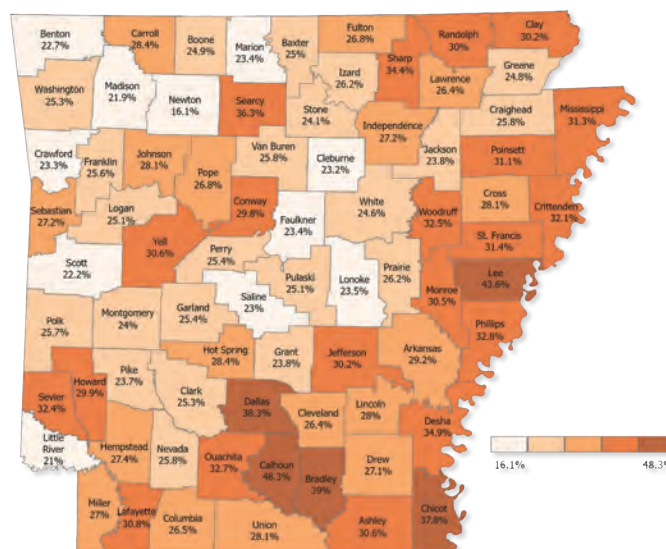 Benton
22.7%
Carroll
28.4%
Boone
24.9%
Marion
23.4%
Baxter
25%
Fulton
26.8%
Sharp
34.4%
Randolph
30%
Clay
30.2%
Washington
25.3%
Madison
21.9%
Newton
16.1%
Searcy
36.3%
Stone
24.1%
Izard
26.2%
Independence
27.2%
Lawrence
26.4%
Greene
24.8%
Craighead
25.8%
Mississippi
31.3%
Crawford
23.3%
Franklin
25.6%
Johnson
28.1%
Pope
26.8%
Van Buren
25.8%
Cleburne
23.2%
Jackson
23.8%
Poinsett
31.1%
Sebastian
27.2%
Logan
25.1%
Conway
29.8%
Faulkner
23.4%
White
24.6%
Woodruff
32.5%
Cross
28.1%
Crittenden
32.1%
Scott
22.2%
Yell
30.6%
Perry
25.4%
Pulaski
25.1%
Lonoke
23.5%
Prairie
26.2%
St. Francis
31.4%
Lee
43.6%
Monroe
30.5%
Phillips
32.8%
Polk
25.7%
Montgomery
24%
Garland
25.4%
Saline
23%
Hot Spring
28.4%
Grant
23.8%
Jefferson
30.2%
Arkansas
29.2%
Sevier
32.4%
Howard
29.9%
Pike
23.7%
Clark
25.3%
Dallas
38.3%
Cleveland
26.4%
Lincoln
28%
Desha
34.9%
Little
River
21%
Hempstead
27.4%
Nevada
25.8%
Ouachita
32.7%
Calhoun
48.3%
Bradley
39%
Drew
27.1%
Chicot
37.8%
Miller
27%
Lafayette
30.8%
Columbia
26.5%
Union
28.1%
Ashley
30.6%
16.1%
48.3%